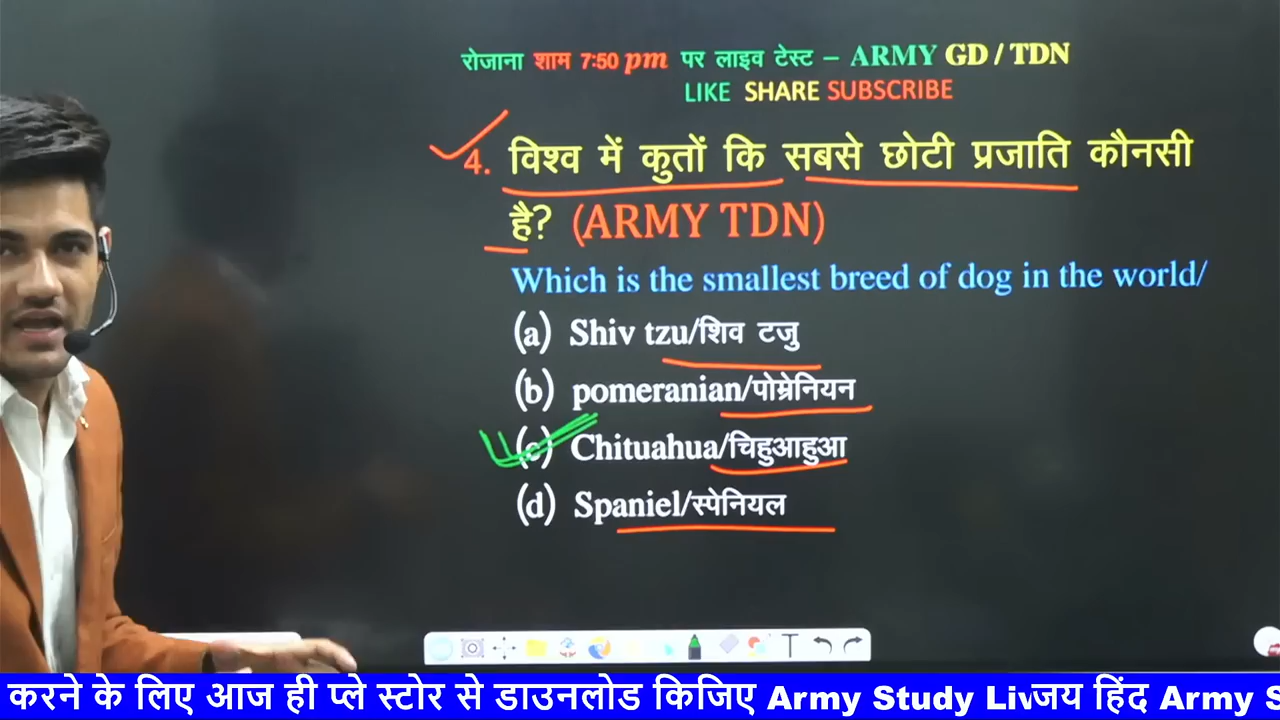 रोजाना शाम 7:50 pm पर लाइव टेस्ट – ARMY GD / TDN
LIKE SHARE SUBSCRIBE
4. विश्व में कुतों कि सबसे छोटी प्रजाति कौनसी
है? (ARMY TDN)
Which is the smallest breed of dog in the world/
(a) Shiv tzu/शिव टजु
(b) pomeranian/पोम्रेनियन
(c) Chituahua/चिहुआहुआ
(d) Spaniel/स्पेनियल
T
करने के लिए आज ही प्ले स्टोर से डाउनलोड किजिए Army Study Liv जय हिंद Army S